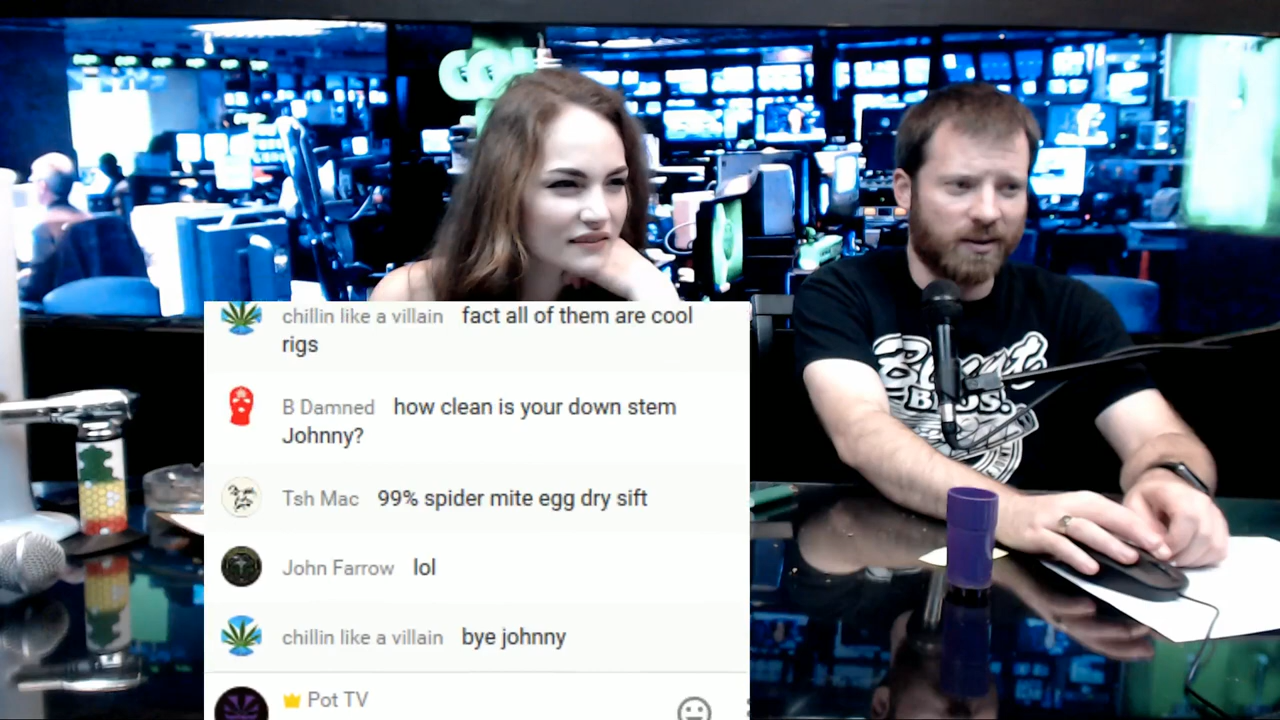 chillin like a villain fact all of them are cool
rigs
B Damned how clean is your down stem
Johnny?
Tsh Mac 99% spider mite egg dry sift
John Farrow lol
chillin like a villain bye johnny
Pot TV
BROS.